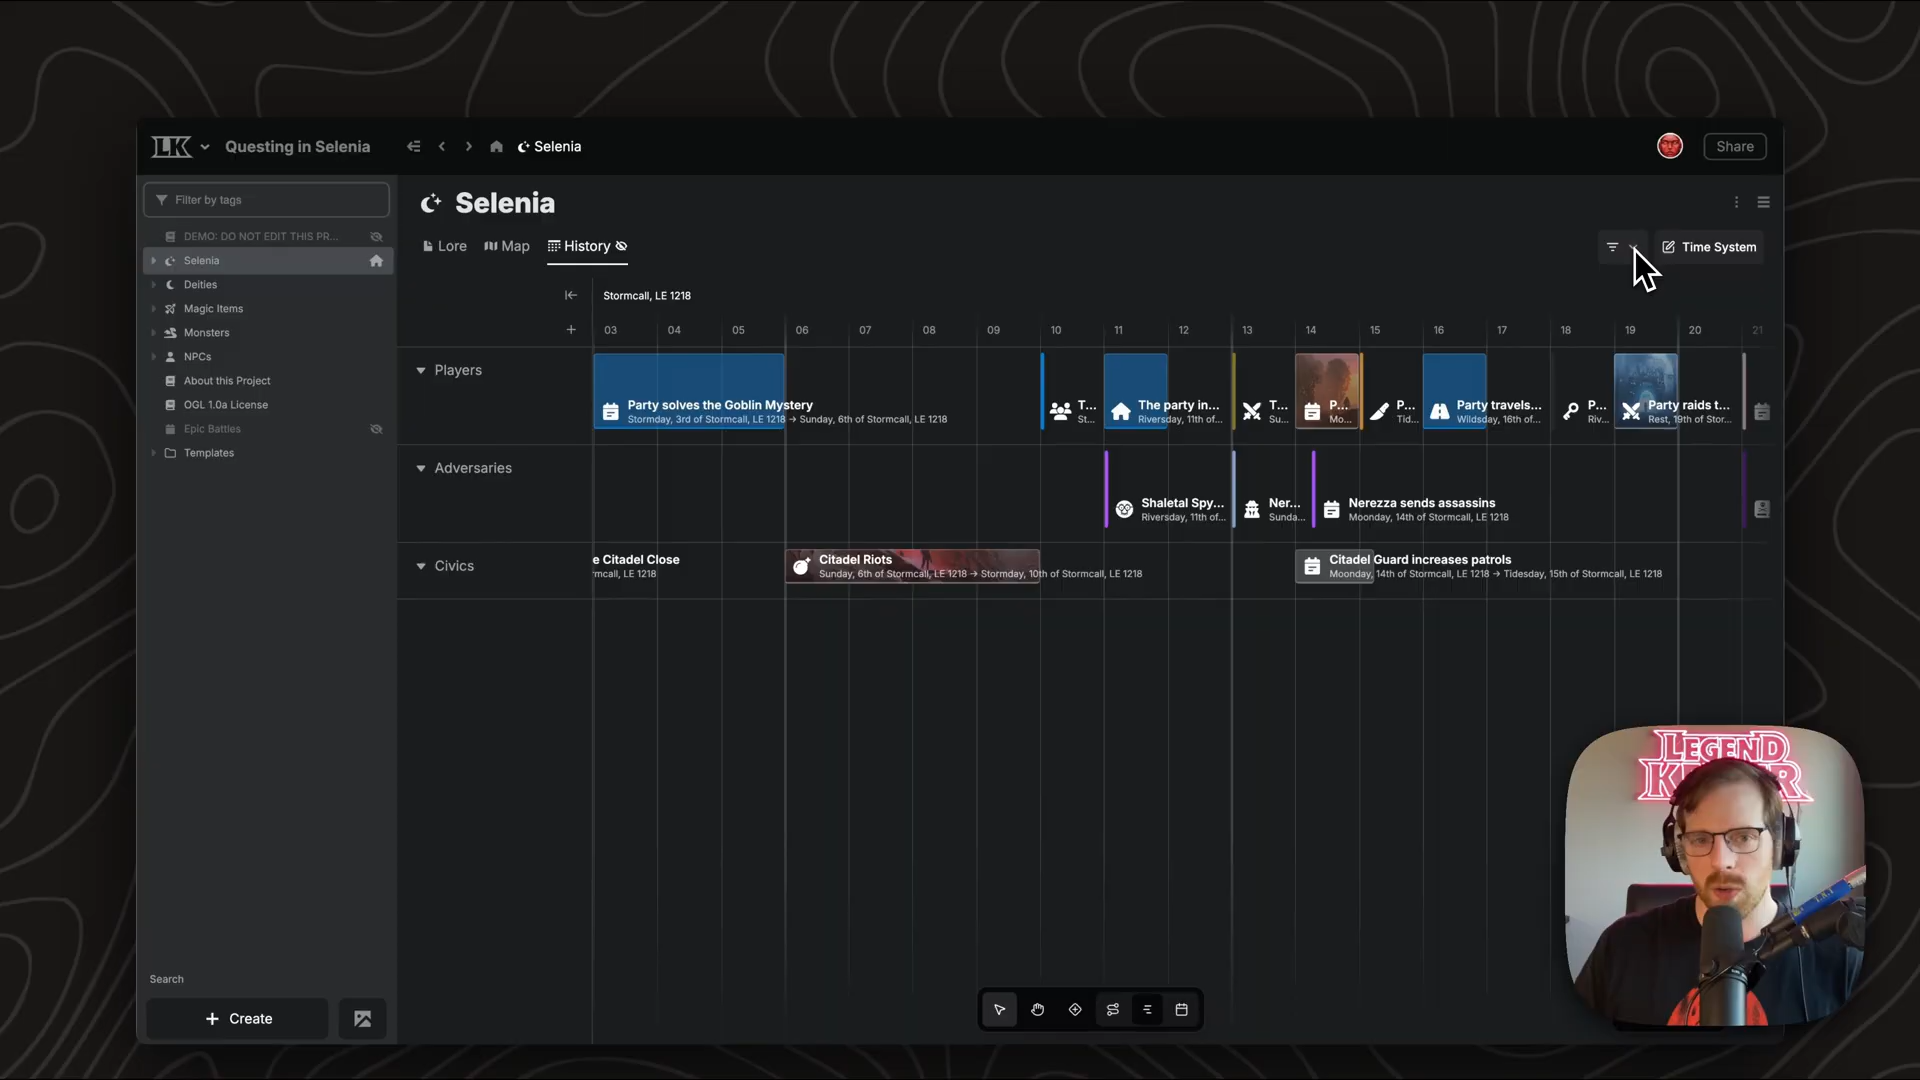 LK
Questing in Selenia
Selenia
Share
Filter by tags
DEMO: DO NOT EDIT THIS PR...
Selenia
Deities
Magic Items
Monsters
NPCs
About this Project
OGL 1.0a License
Epic Battles
Templates
Search
Create
Selenia
Lore
Map
History
Time System
Stormcall, LE 1218
03 04 05 06 07 08 09 10 11 12 13 14 15 16 17 18 19 20 21
Players
Party solves the Goblin Mystery
Stormday, 3rd of Stormcall, LE 1218 → Sunday, 6th of Stormcall, LE 1218
T...
St...
The party in...
Riversday, 11th of...
T...
Su...
P...
Mo...
P...
Tid...
Party travels...
Wildsday, 16th of...
P...
Riv...
Party raids t...
Rest, 19th of Stor...
Adversaries
Shaletal Spy...
Riversday, 11th of...
Ner...
Sunda...
Nerezza sends assassins
Moonday, 14th of Stormcall, LE 1218
Civics
e Citadel Close
rmcall, LE 1218
Citadel Riots
Sunday, 6th of Stormcall, LE 1218 → Stormday, 10th of Stormcall, LE 1218
Citadel Guard increases patrols
Moonday, 14th of Stormcall, LE 1218 → Tidesday, 15th of Stormcall, LE 1218
LEGEND